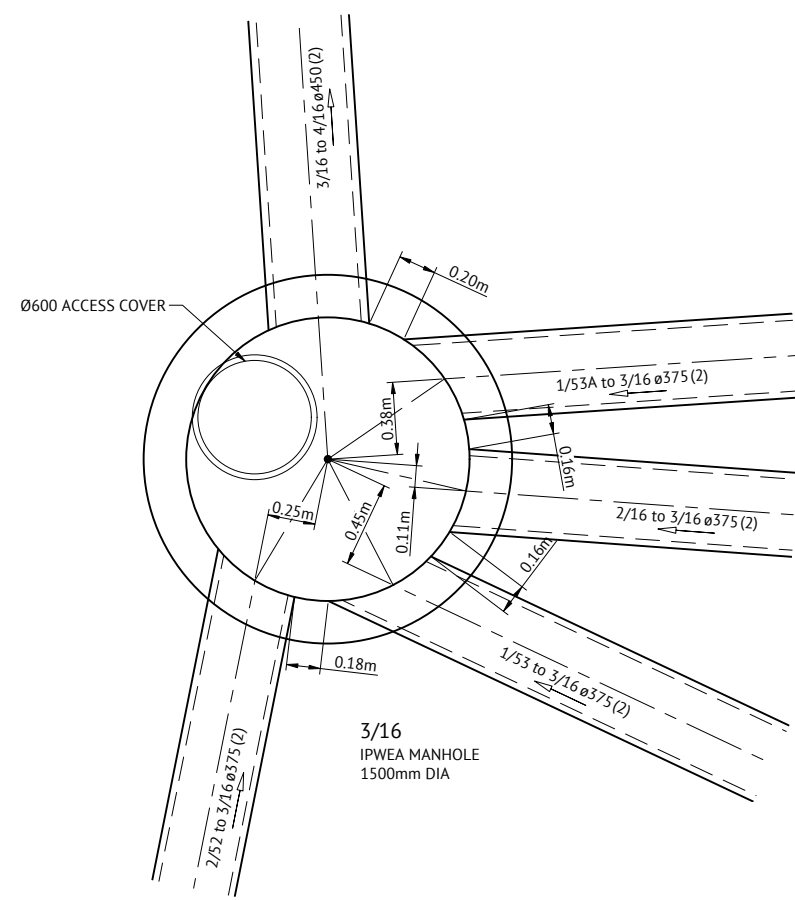 3/16 to 4/16 ø450 (2)
0.20m
Ø600 ACCESS COVER
1/53A to 3/16 ø375 (2)
0.38m
0.16m
0.25m
0.45m
0.11m
2/16 to 3/16 ø375 (2)
0.16m
0.18m
1/53 to 3/16 ø375 (2)
3/16
IPWEA MANHOLE
1500mm DIA
2/52 to 3/16 ø375 (2)